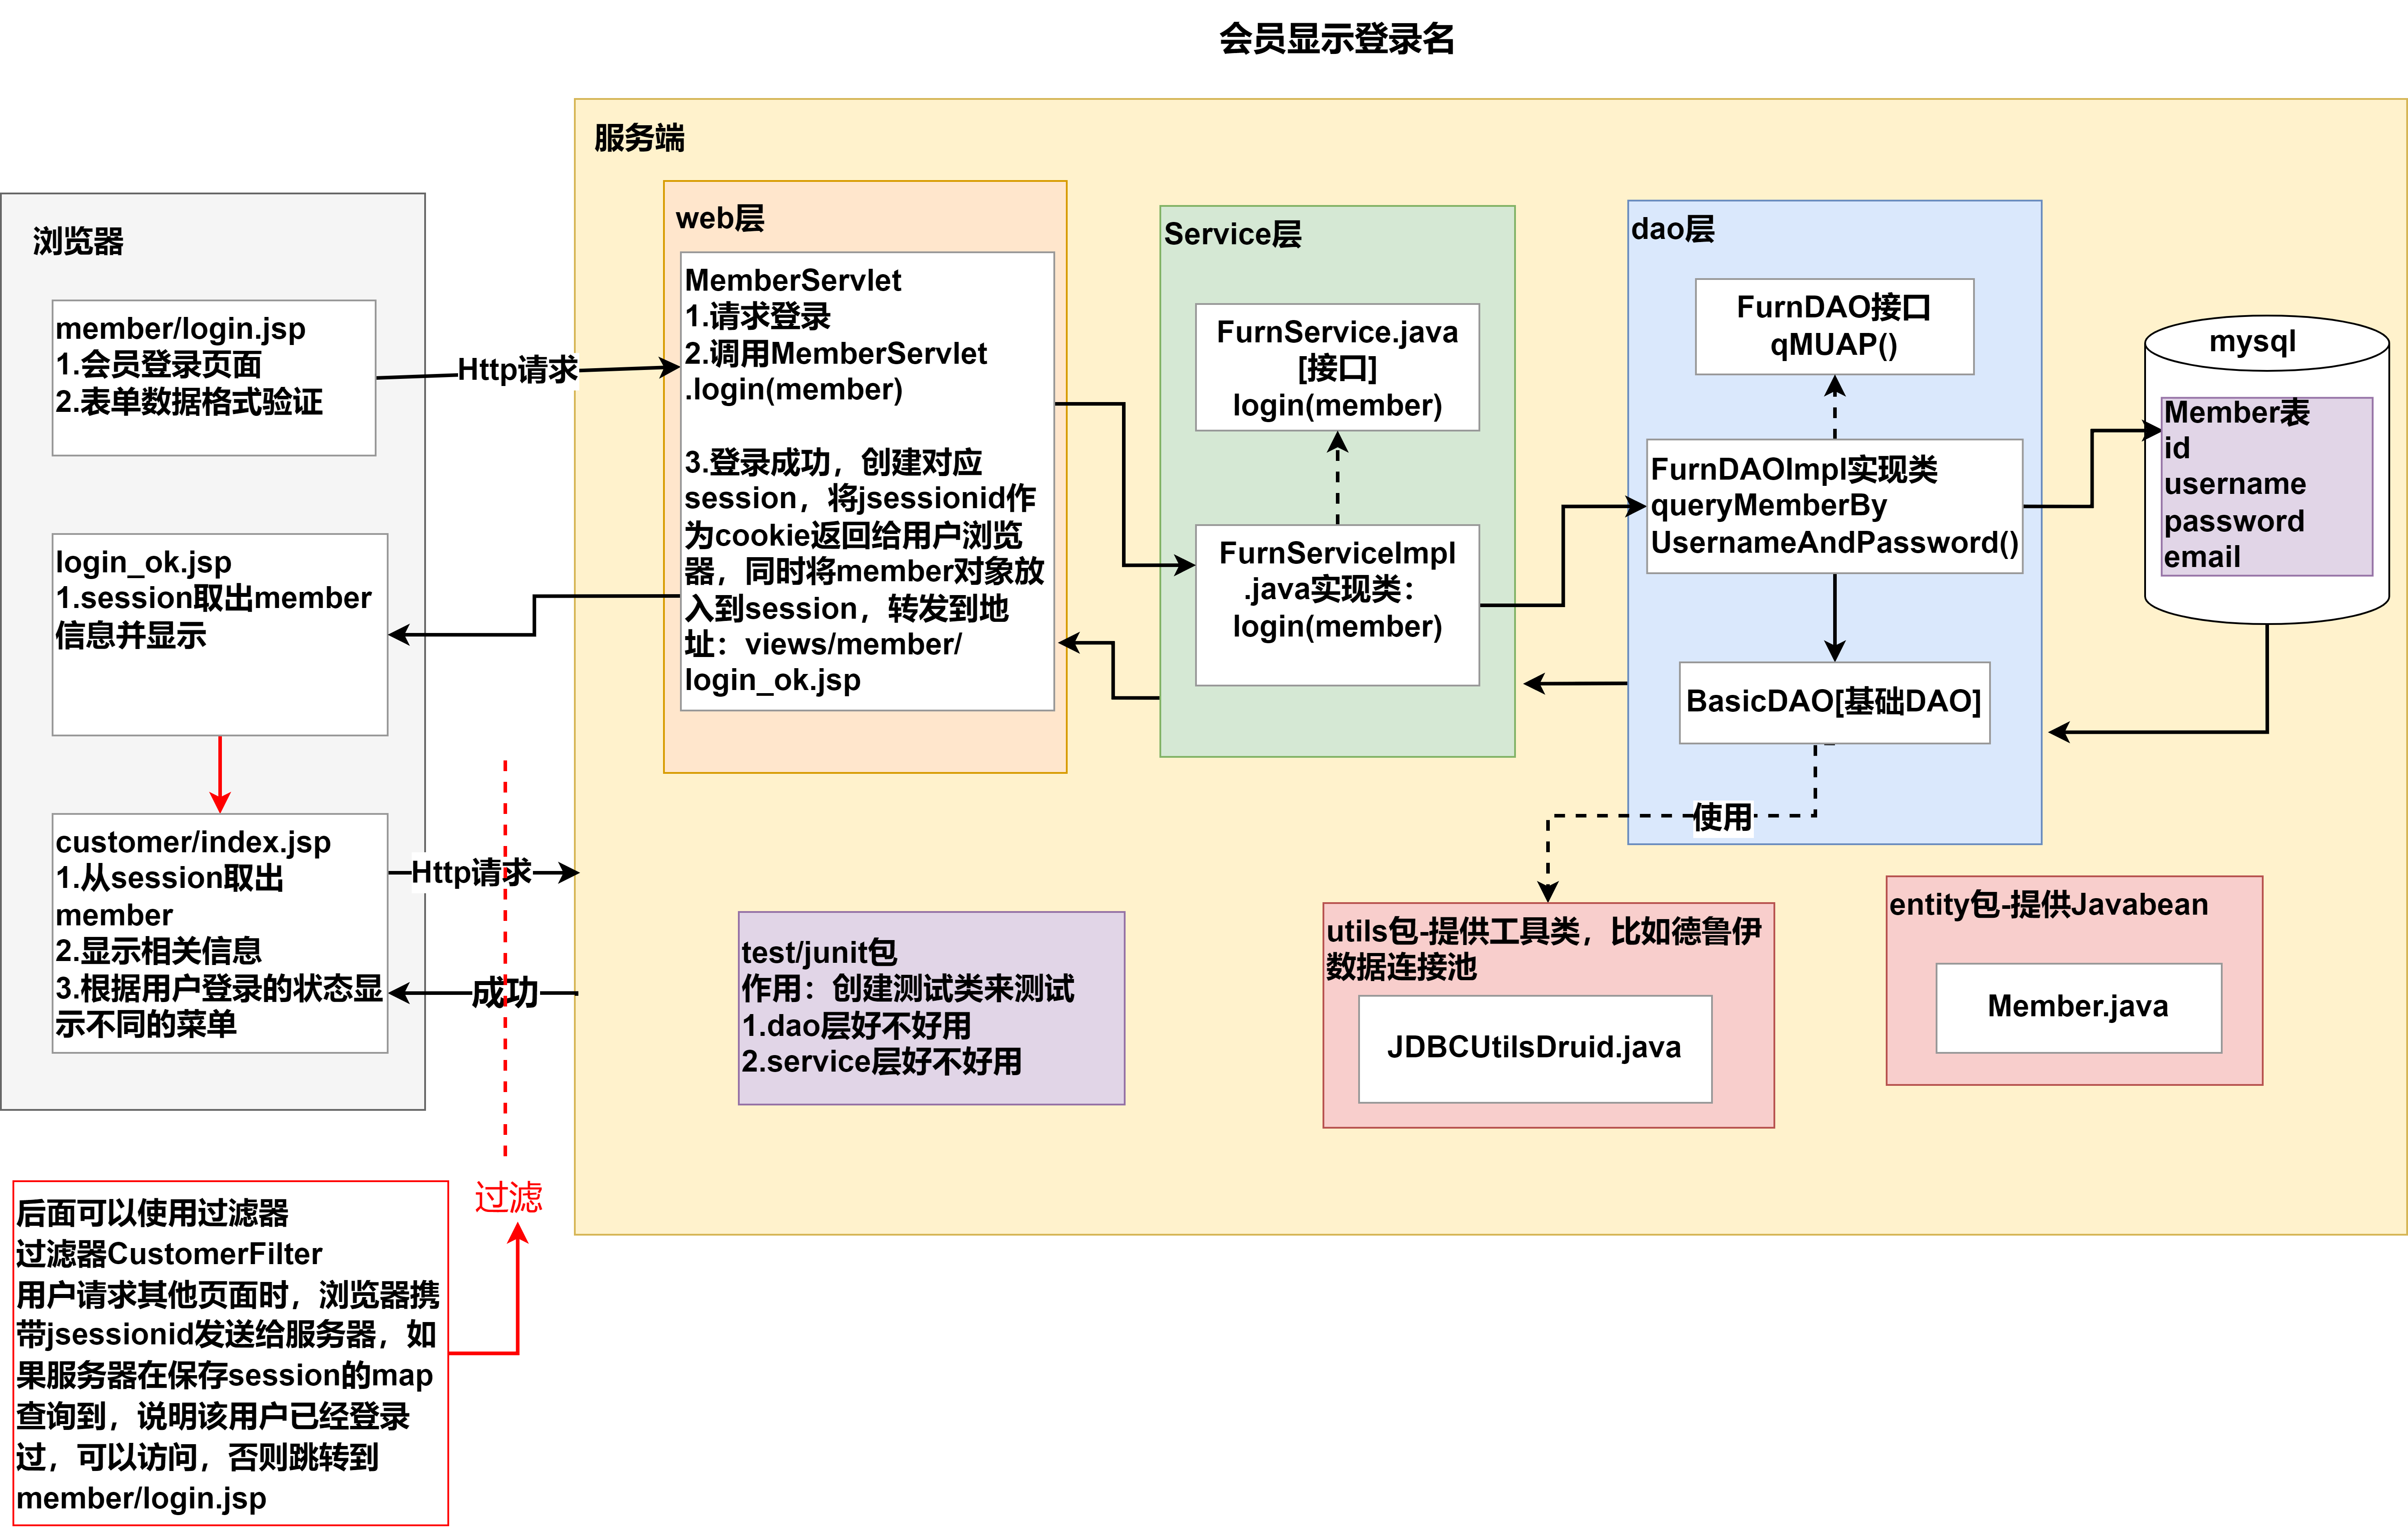 会员显示登录名
服务端
浏览器
member/login.jsp
1.会员登录页面
2.表单数据格式验证
Http请求
login_ok.jsp
1.session取出member
信息并显示
customer/index.jsp
1.从session取出
member
2.显示相关信息
3.根据用户登录的状态显
示不同的菜单
Http请求
成功
web层
MemberServlet
1.请求登录
2.调用MemberServlet
.login(member)
3.登录成功，创建对应
session，将jsessionid作
为cookie返回给用户浏览
器，同时将member对象放
入到session，转发到地
址：views/member/
login_ok.jsp
Service层
FurnService.java
[接口]
login(member)
FurnServiceImpl
.java实现类：
login(member)
dao层
FurnDAO接口
qMUAP()
FurnDAOImpl实现类
queryMemberBy
UsernameAndPassword()
BasicDAO[基础DAO]
使用
mysql
Member表
id
username
password
email
test/junit包
作用：创建测试类来测试
1.dao层好不好用
2.service层好不好用
utils包-提供工具类，比如德鲁伊
数据连接池
JDBCUtilsDruid.java
entity包-提供Javabean
Member.java
过滤
后面可以使用过滤器
过滤器CustomerFilter
用户请求其他页面时，浏览器携
带jsessionid发送给服务器，如
果服务器在保存session的map
查询到，说明该用户已经登录
过，可以访问，否则跳转到
member/login.jsp